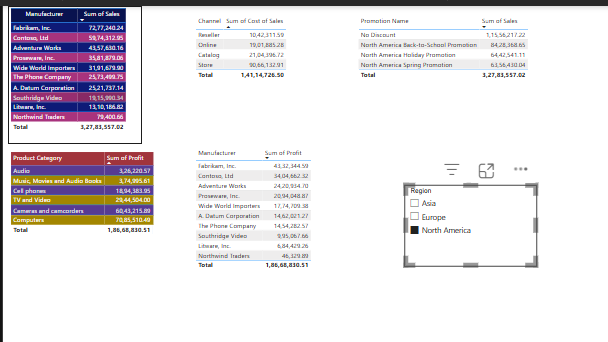 Manufacturer Sum of Sales
Fabrikam, Inc. 72,77,240.24
Contoso, Ltd 59,74,312.95
Adventure Works 43,57,630.16
Proseware, Inc. 35,81,879.06
Wide World Importers 31,91,679.90
The Phone Company 25,73,499.75
A. Datum Corporation 25,21,737.14
Southridge Video 19,15,990.34
Litware, Inc. 13,10,186.82
Northwind Traders 79,400.66
Total 3,27,83,557.02
Channel Sum of Cost of Sales
Reseller 10,42,311.59
Online 19,01,885.28
Catalog 21,04,396.72
Store 90,66,132.91
Total 1,41,14,726.50
Promotion Name Sum of Sales
No Discount 1,15,56,217.22
North America Back-to-School Promotion 84,28,368.65
North America Holiday Promotion 64,42,541.11
North America Spring Promotion 63,56,430.04
Total 3,27,83,557.02
Product Category Sum of Profit
Audio 3,26,220.57
Music, Movies and Audio Books 3,74,995.61
Cell phones 18,94,383.95
TV and Video 29,44,504.00
Cameras and camcorders 60,43,215.89
Computers 70,85,510.49
Total 1,86,68,830.51
Manufacturer Sum of Profit
Fabrikam, Inc. 43,32,344.59
Contoso, Ltd 34,04,662.32
Adventure Works 24,20,934.70
Proseware, Inc. 20,94,048.87
Wide World Importers 17,74,709.38
A. Datum Corporation 14,62,021.27
The Phone Company 14,54,282.57
Southridge Video 9,95,067.66
Litware, Inc. 6,84,429.26
Northwind Traders 46,329.89
Total 1,86,68,830.51
Region
Asia
Europe
North America